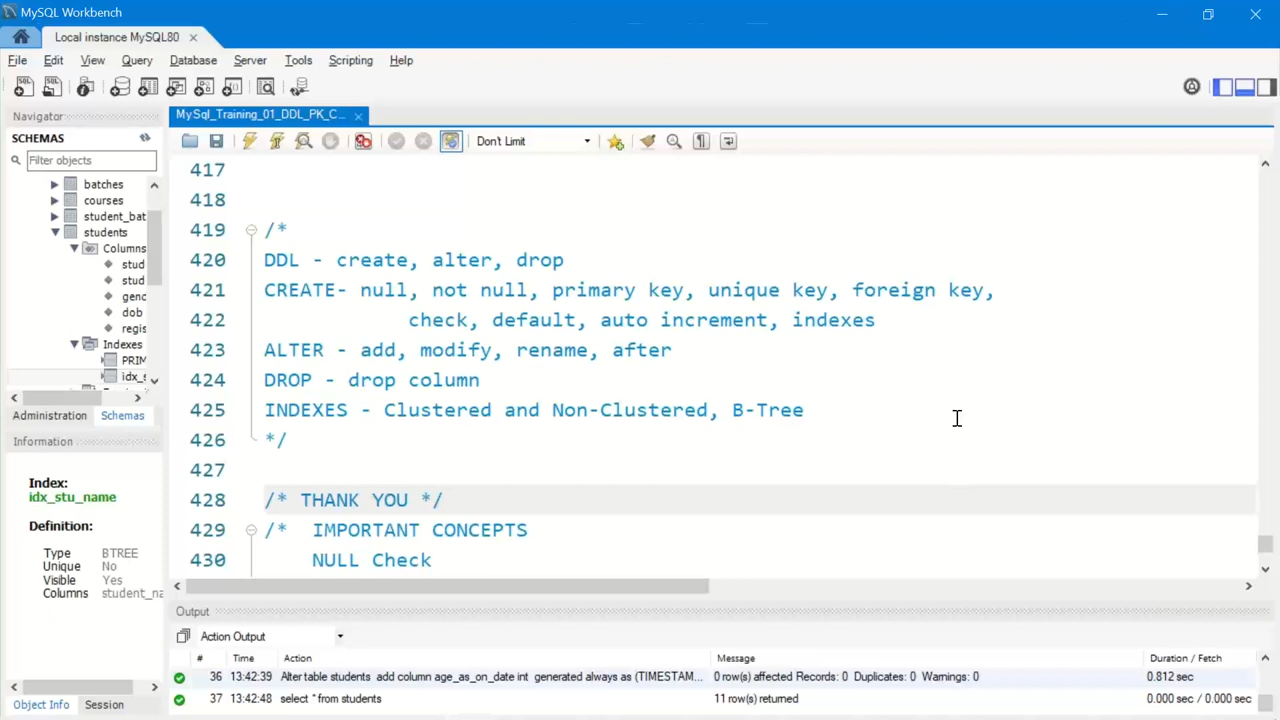 MySQL Workbench
Local instance MySQL80
File Edit View Query Database Server Tools Scripting Help
Navigator
SCHEMAS
Filter objects
batches
courses
student_bat
students
Columns
stud
stud
genc
dob
regis
Indexes
PRIM
idx_s
Administration Schemas
Information
Index:
idx_stu_name
Definition:
Type BTREE
Unique No
Visible Yes
Columns student_na
Object Info Session
MySql_Training_01_DDL_PK_C...
Don't Limit
417
418
419 /*
420 DDL - create, alter, drop
421 CREATE- null, not null, primary key, unique key, foreign key,
422 check, default, auto increment, indexes
423 ALTER - add, modify, rename, after
424 DROP - drop column
425 INDEXES - Clustered and Non-Clustered, B-Tree
426 */
427
428 /* THANK YOU */
429 /* IMPORTANT CONCEPTS
430 NULL Check
Output
Action Output
# Time Action Message Duration / Fetch
36 13:42:39 Alter table students add column age_as_on_date int generated always as (TIMESTAM... 0 row(s) affected Records: 0 Duplicates: 0 Warnings: 0 0.812 sec
37 13:42:48 select * from students 11 row(s) returned 0.000 sec / 0.000 sec